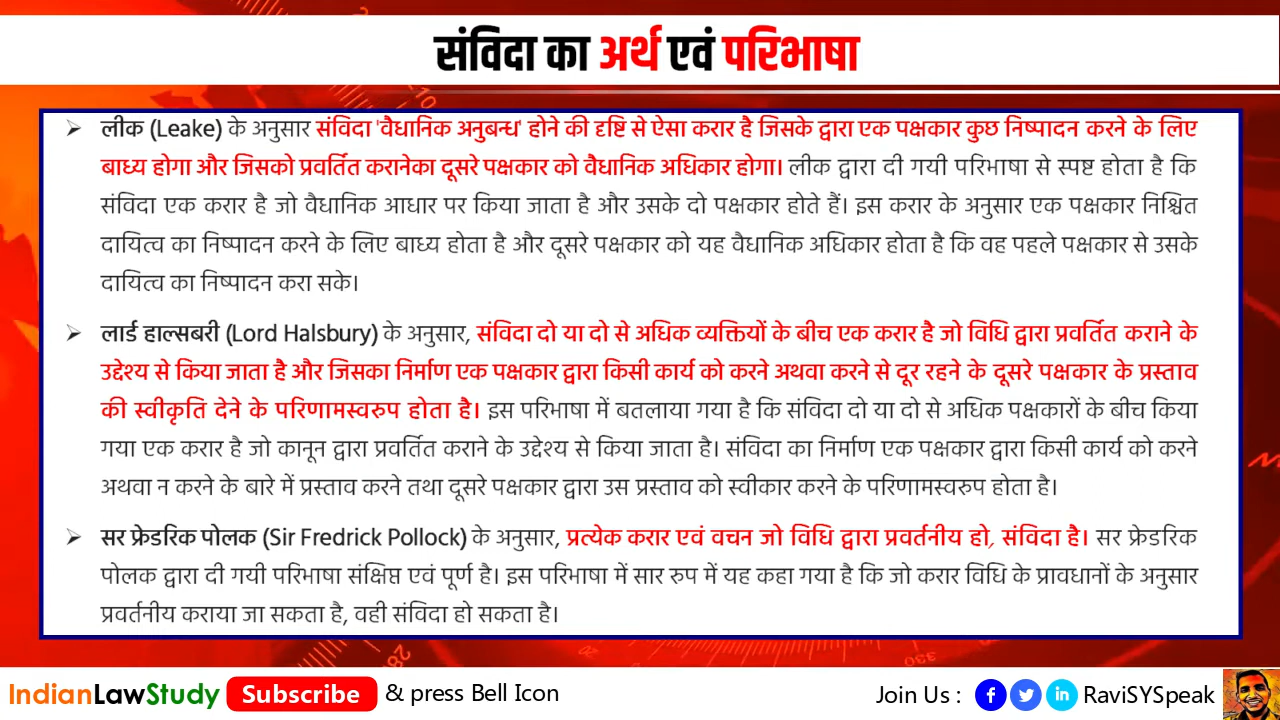 संविदा का अर्थ एवं परिभाषा
➢ लीक (Leake) के अनुसार संविदा 'वैधानिक अनुबन्ध' होने की दृष्टि से ऐसा करार है जिसके द्वारा एक पक्षकार कुछ निष्पादन करने के लिए
बाध्य होगा और जिसको प्रवर्तित करानेका दूसरे पक्षकार को वैधानिक अधिकार होगा। लीक द्वारा दी गयी परिभाषा से स्पष्ट होता है कि
संविदा एक करार है जो वैधानिक आधार पर किया जाता है और उसके दो पक्षकार होते हैं। इस करार के अनुसार एक पक्षकार निश्चित
दायित्व का निष्पादन करने के लिए बाध्य होता है और दूसरे पक्षकार को यह वैधानिक अधिकार होता है कि वह पहले पक्षकार से उसके
दायित्व का निष्पादन करा सके।
➢ लार्ड हाल्सबरी (Lord Halsbury) के अनुसार, संविदा दो या दो से अधिक व्यक्तियों के बीच एक करार है जो विधि द्वारा प्रवर्तित कराने के
उद्देश्य से किया जाता है और जिसका निर्माण एक पक्षकार द्वारा किसी कार्य को करने अथवा करने से दूर रहने के दूसरे पक्षकार के प्रस्ताव
की स्वीकृति देने के परिणामस्वरुप होता है। इस परिभाषा में बतलाया गया है कि संविदा दो या दो से अधिक पक्षकारों के बीच किया
गया एक करार है जो कानून द्वारा प्रवर्तित कराने के उद्देश्य से किया जाता है। संविदा का निर्माण एक पक्षकार द्वारा किसी कार्य को करने
अथवा न करने के बारे में प्रस्ताव करने तथा दूसरे पक्षकार द्वारा उस प्रस्ताव को स्वीकार करने के परिणामस्वरुप होता है।
➢ सर फ्रेडरिक पोलक (Sir Fredrick Pollock) के अनुसार, प्रत्येक करार एवं वचन जो विधि द्वारा प्रवर्तनीय हो, संविदा है। सर फ्रेडरिक
पोलक द्वारा दी गयी परिभाषा संक्षिप्त एवं पूर्ण है। इस परिभाषा में सार रुप में यह कहा गया है कि जो करार विधि के प्रावधानों के अनुसार
प्रवर्तनीय कराया जा सकता है, वही संविदा हो सकता है।
IndianLawStudy Subscribe & press Bell Icon Join Us : RaviSYSpeak